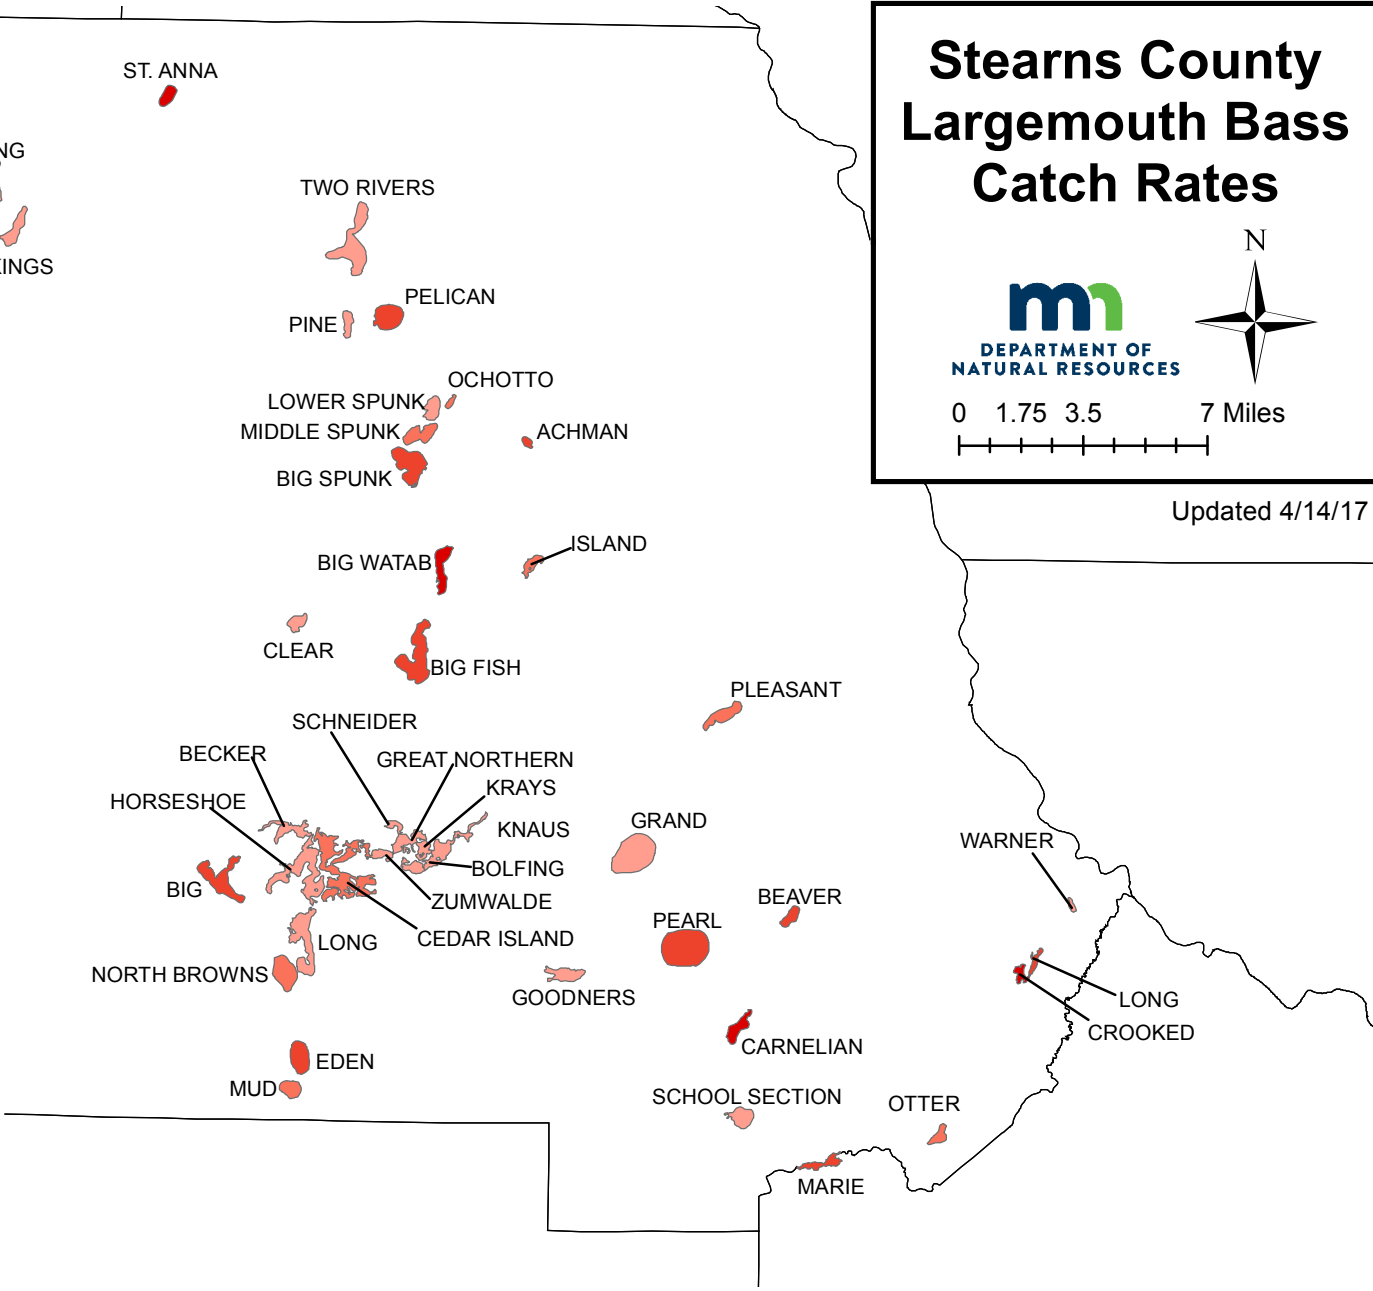 Stearns County
Largemouth Bass
Catch Rates
N
DEPARTMENT OF
NATURAL RESOURCES
0 1.75 3.5 7 Miles
Updated 4/14/17
ST. ANNA
NG
TWO RIVERS
KINGS
PELICAN
PINE
OCHOTTO
LOWER SPUNK
MIDDLE SPUNK
ACHMAN
BIG SPUNK
ISLAND
BIG WATAB
CLEAR
BIG FISH
PLEASANT
SCHNEIDER
BECKER
GREAT NORTHERN
KRAYS
HORSESHOE
KNAUS
GRAND
WARNER
BOLFING
BIG
ZUMWALDE
BEAVER
PEARL
CEDAR ISLAND
LONG
NORTH BROWNS
GOODNERS
LONG
CROOKED
CARNELIAN
EDEN
MUD
SCHOOL SECTION
OTTER
MARIE